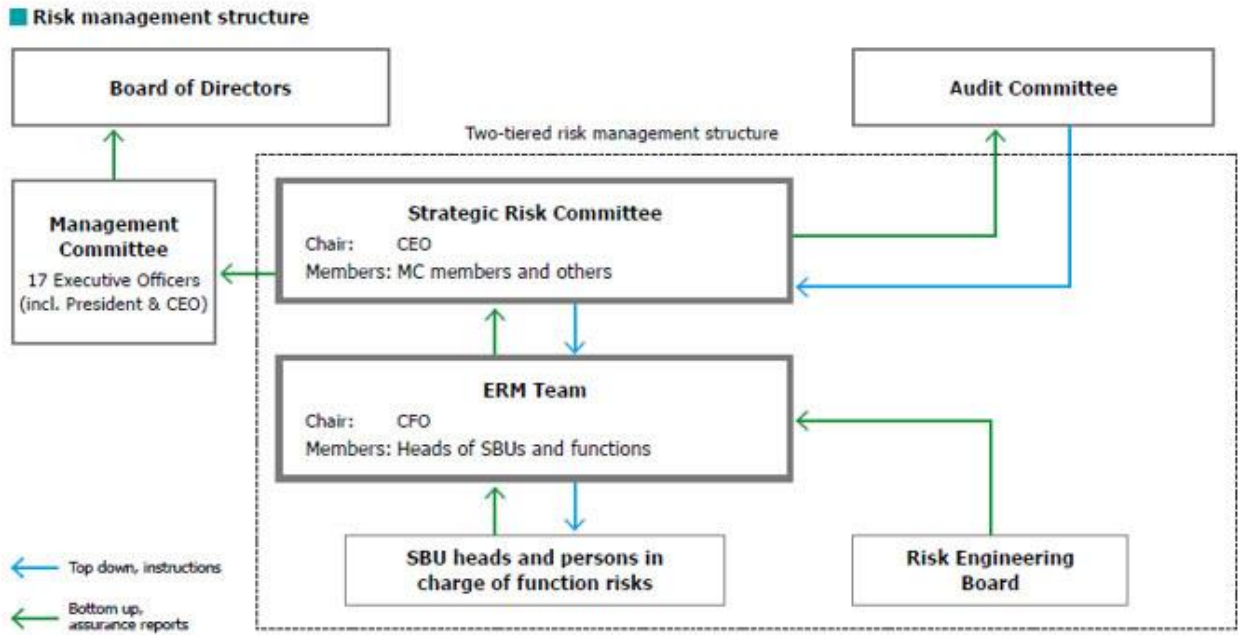 Risk management structure
Board of Directors
Audit Committee
Two-tiered risk management structure
Management
Committee
17 Executive Officers
(incl. President & CEO)
Strategic Risk Committee
Chair: CEO
Members: MC members and others
ERM Team
Chair: CFO
Members: Heads of SBUs and functions
SBU heads and persons in
charge of function risks
Risk Engineering
Board
Top down, instructions
Bottom up,
assurance reports